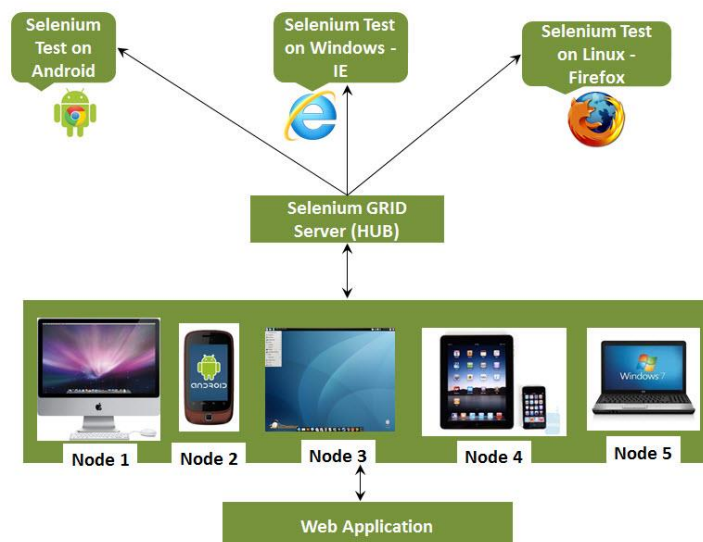 Selenium
Test on
Android
Selenium Test
on Windows -
IE
Selenium Test
on Linux -
Firefox
Selenium GRID
Server (HUB)
ANDROID
Windows 7
Node 1
Node 2
Node 3
Node 4
Node 5
Web Application